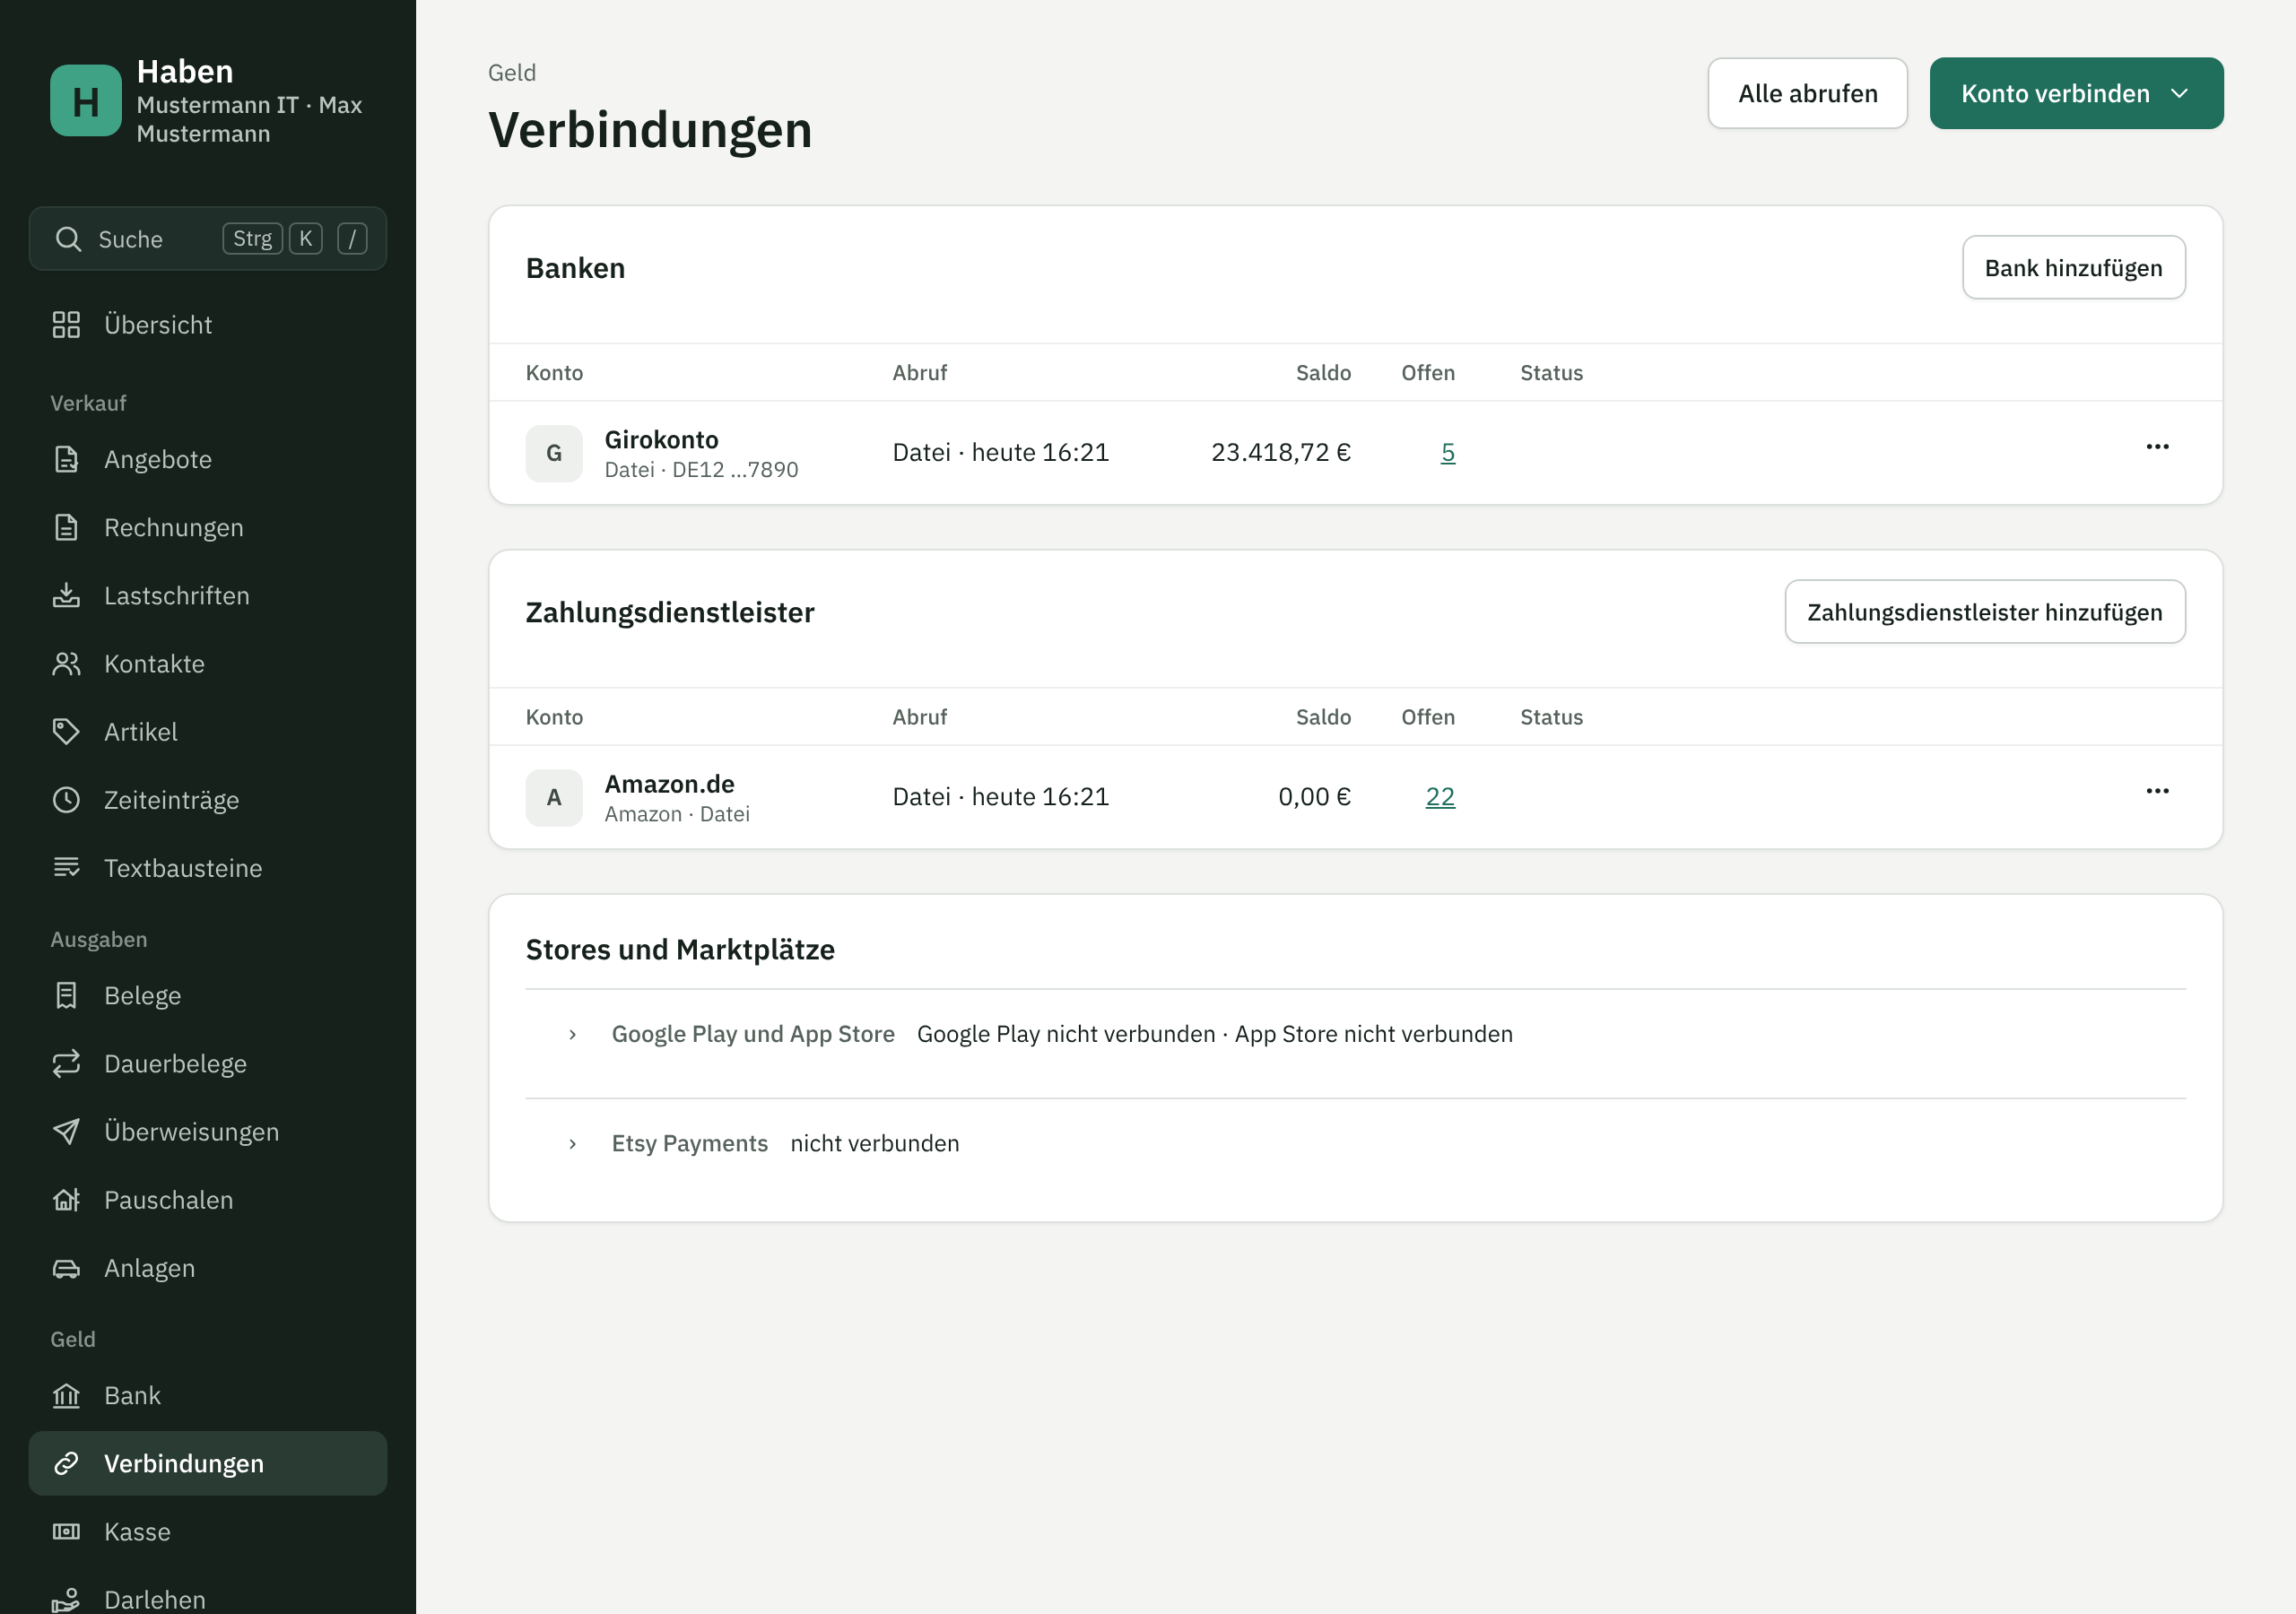 H
Haben
Mustermann IT · Max
Mustermann
Suche Strg K /
Übersicht
Verkauf
Angebote
Rechnungen
Lastschriften
Kontakte
Artikel
Zeiteinträge
Textbausteine
Ausgaben
Belege
Dauerbelege
Überweisungen
Pauschalen
Anlagen
Geld
Bank
Verbindungen
Kasse
Darlehen
Geld
Verbindungen
Alle abrufen
Konto verbinden
Banken
Bank hinzufügen
Konto Abruf Saldo Offen Status
G Girokonto Datei · heute 16:21 23.418,72 € 5
Datei · DE12 …7890
Zahlungsdienstleister
Zahlungsdienstleister hinzufügen
Konto Abruf Saldo Offen Status
A Amazon.de Datei · heute 16:21 0,00 € 22
Amazon · Datei
Stores und Marktplätze
Google Play und App Store Google Play nicht verbunden · App Store nicht verbunden
Etsy Payments nicht verbunden